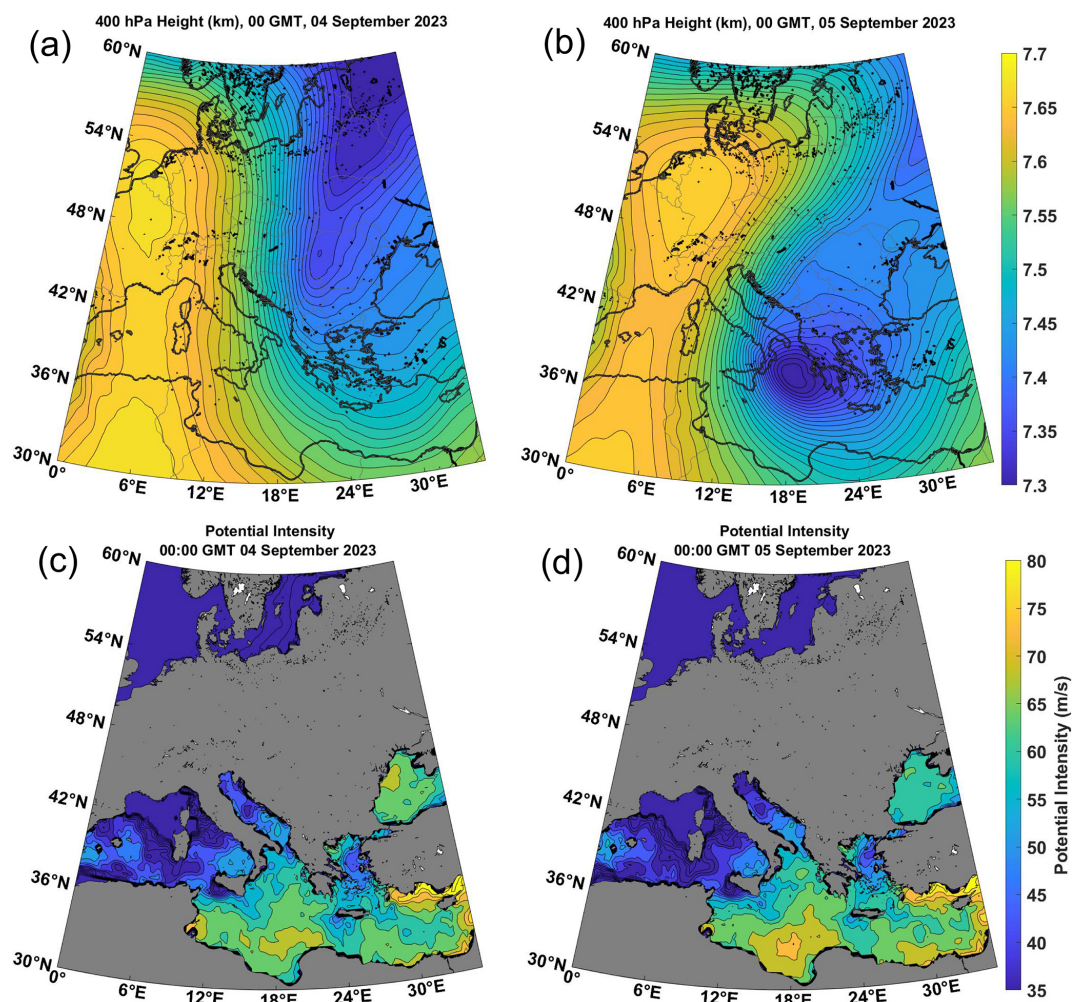 400 hPa Height (km), 00 GMT, 04 September 2023
(a)
60°N
54°N
48°N
42°N
36°N
30°N
0°
6°E
12°E
18°E
24°E
30°E
400 hPa Height (km), 00 GMT, 05 September 2023
(b)
60°N
54°N
48°N
42°N
36°N
30°N
0°
6°E
12°E
18°E
24°E
30°E
7.7
7.65
7.6
7.55
7.5
7.45
7.4
7.35
7.3
Potential Intensity
00:00 GMT 04 September 2023
(c)
60°N
54°N
48°N
42°N
36°N
30°N
0°
6°E
12°E
18°E
24°E
30°E
Potential Intensity
00:00 GMT 05 September 2023
(d)
60°N
54°N
48°N
42°N
36°N
30°N
0°
6°E
12°E
18°E
24°E
30°E
80
75
70
65
60
55
50
45
40
35
Potential Intensity (m/s)